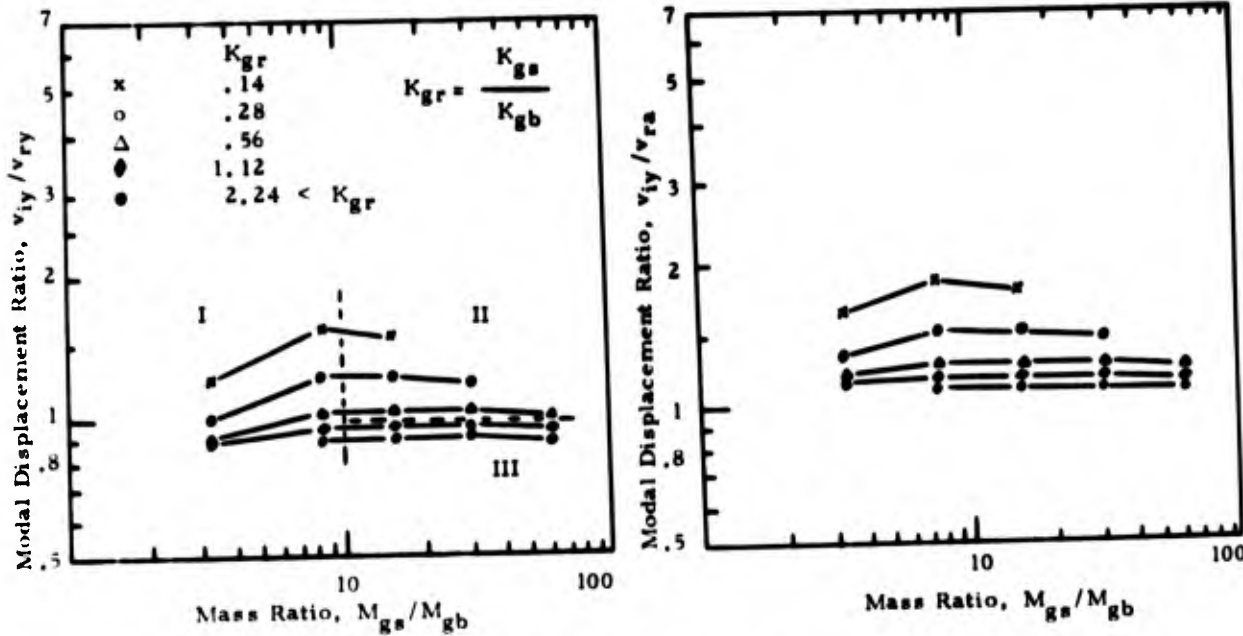 7
5
4
3
2
1
.8
.5
Modal Displacement Ratio, v_iy/v_ry
K_gr
x .14
o .28
△ .56
♦ 1.12
● 2.24 < K_gr
K_gr = K_gs / K_gb
I
II
III
10
100
Mass Ratio, M_gs/M_gb
7
5
4
3
2
1
.8
.5
Modal Displacement Ratio, v_iy/v_ra
10
100
Mass Ratio, M_gs/M_gb